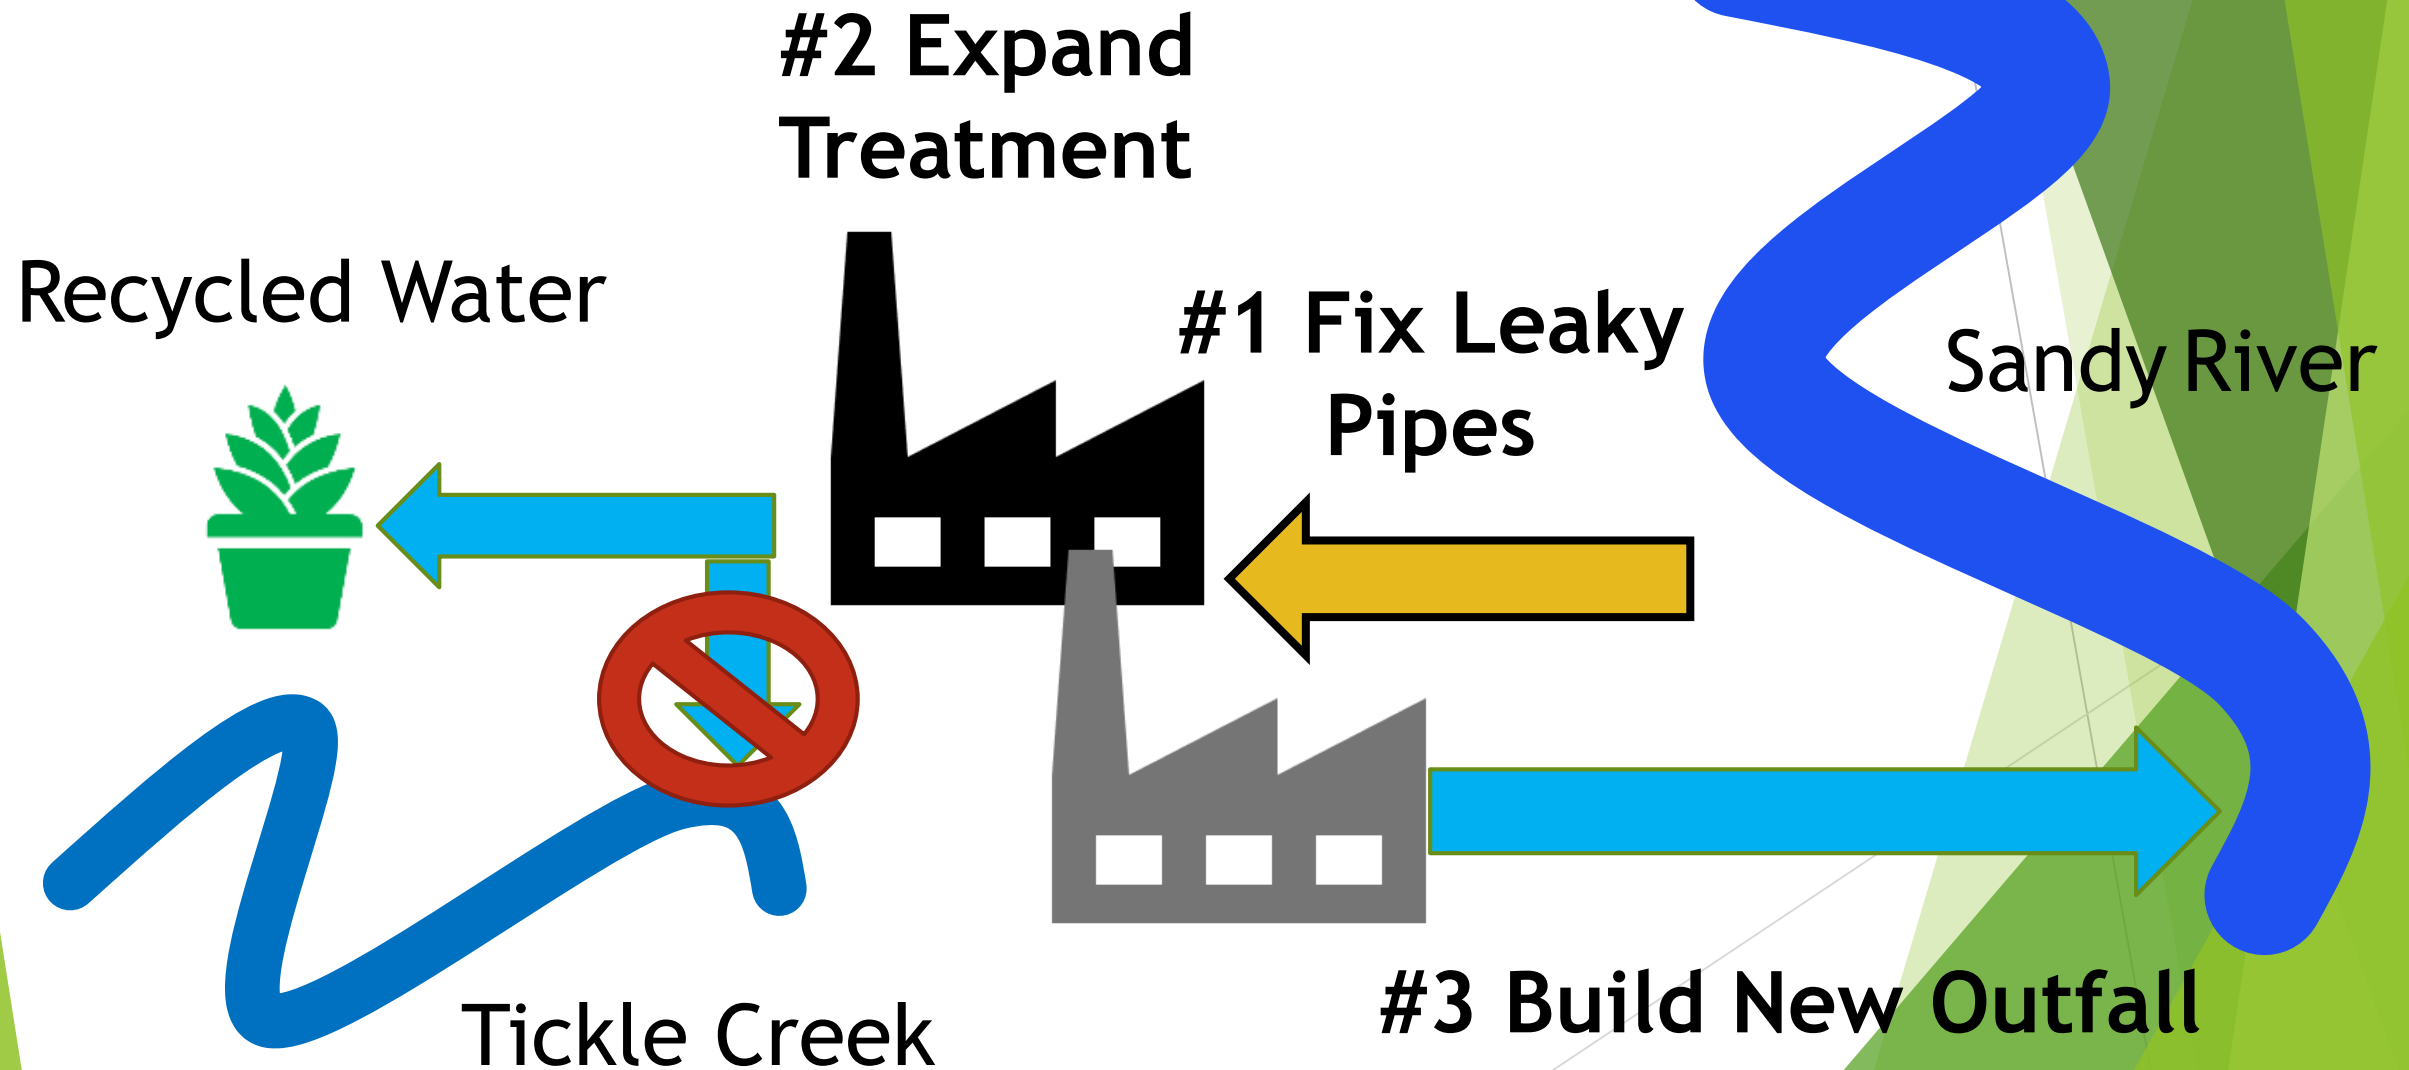 #2 Expand
Treatment
Recycled Water
#1 Fix Leaky
Pipes
Sandy River
#3 Build New Outfall
Tickle Creek